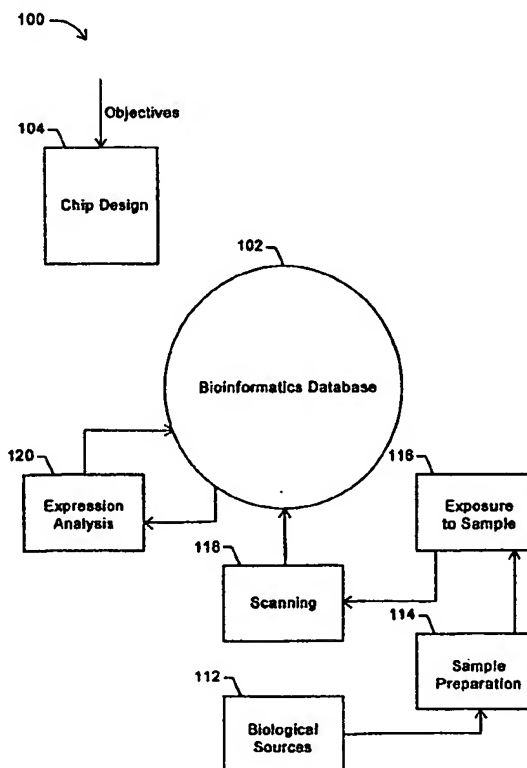 100
Objectives
104
Chip Design
102
Bioinformatics Database
120
Expression
Analysis
116
Exposure
to Sample
118
Scanning
114
Sample
Preparation
112
Biological
Sources